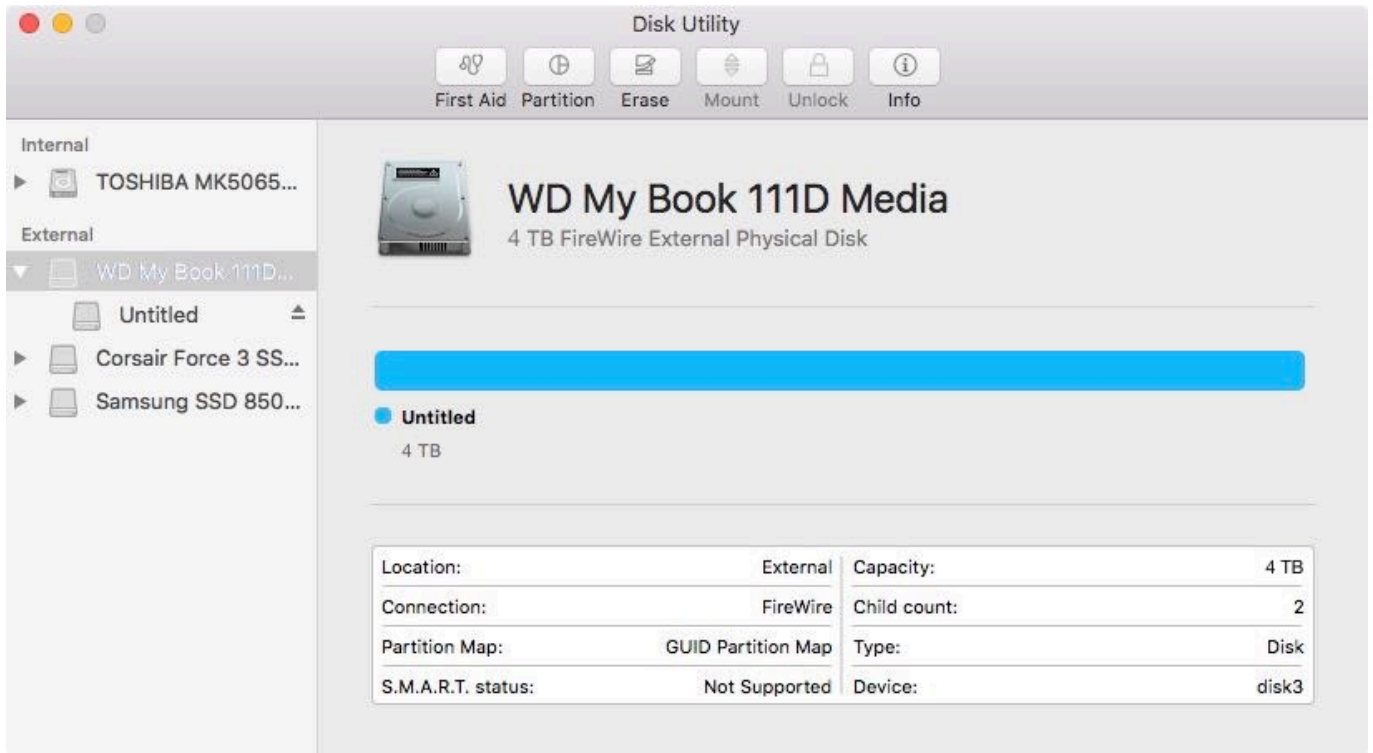 Disk Utility
First Aid Partition Erase Mount Unlock Info
Internal
TOSHIBA MK5065...
External
WD My Book 111D...
Untitled
Corsair Force 3 SS...
Samsung SSD 850...
WD My Book 111D Media
4 TB FireWire External Physical Disk
Untitled
4 TB
Location: External Capacity: 4 TB
Connection: FireWire Child count: 2
Partition Map: GUID Partition Map Type: Disk
S.M.A.R.T. status: Not Supported Device: disk3